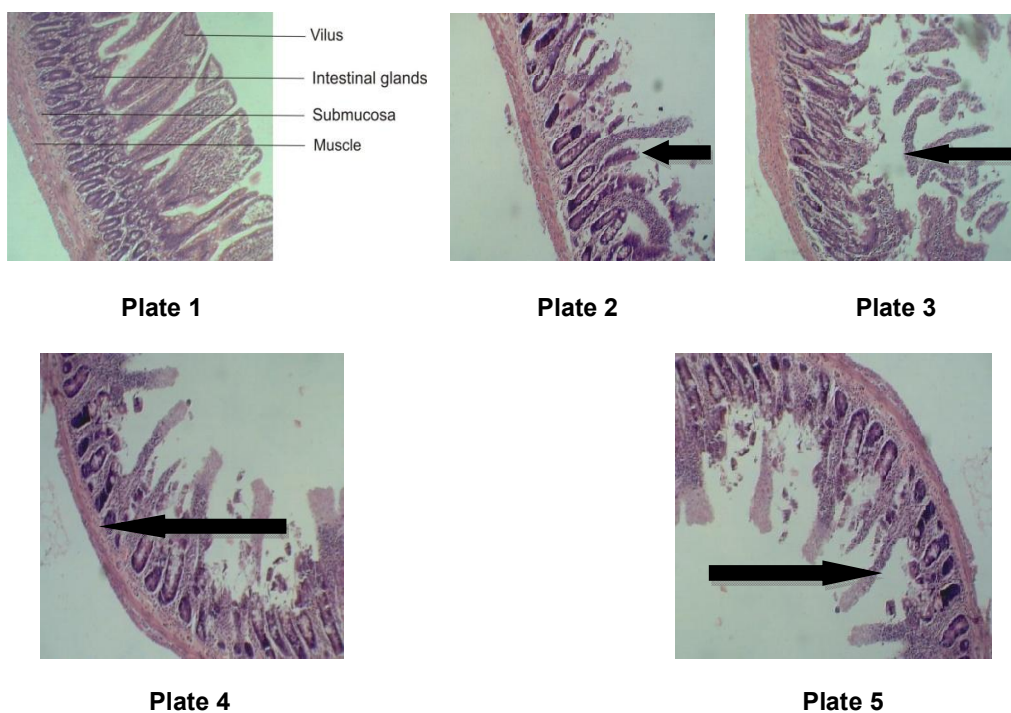 Vilus
Intestinal glands
Submucosa
Muscle
Plate 1
Plate 2
Plate 3
Plate 4
Plate 5